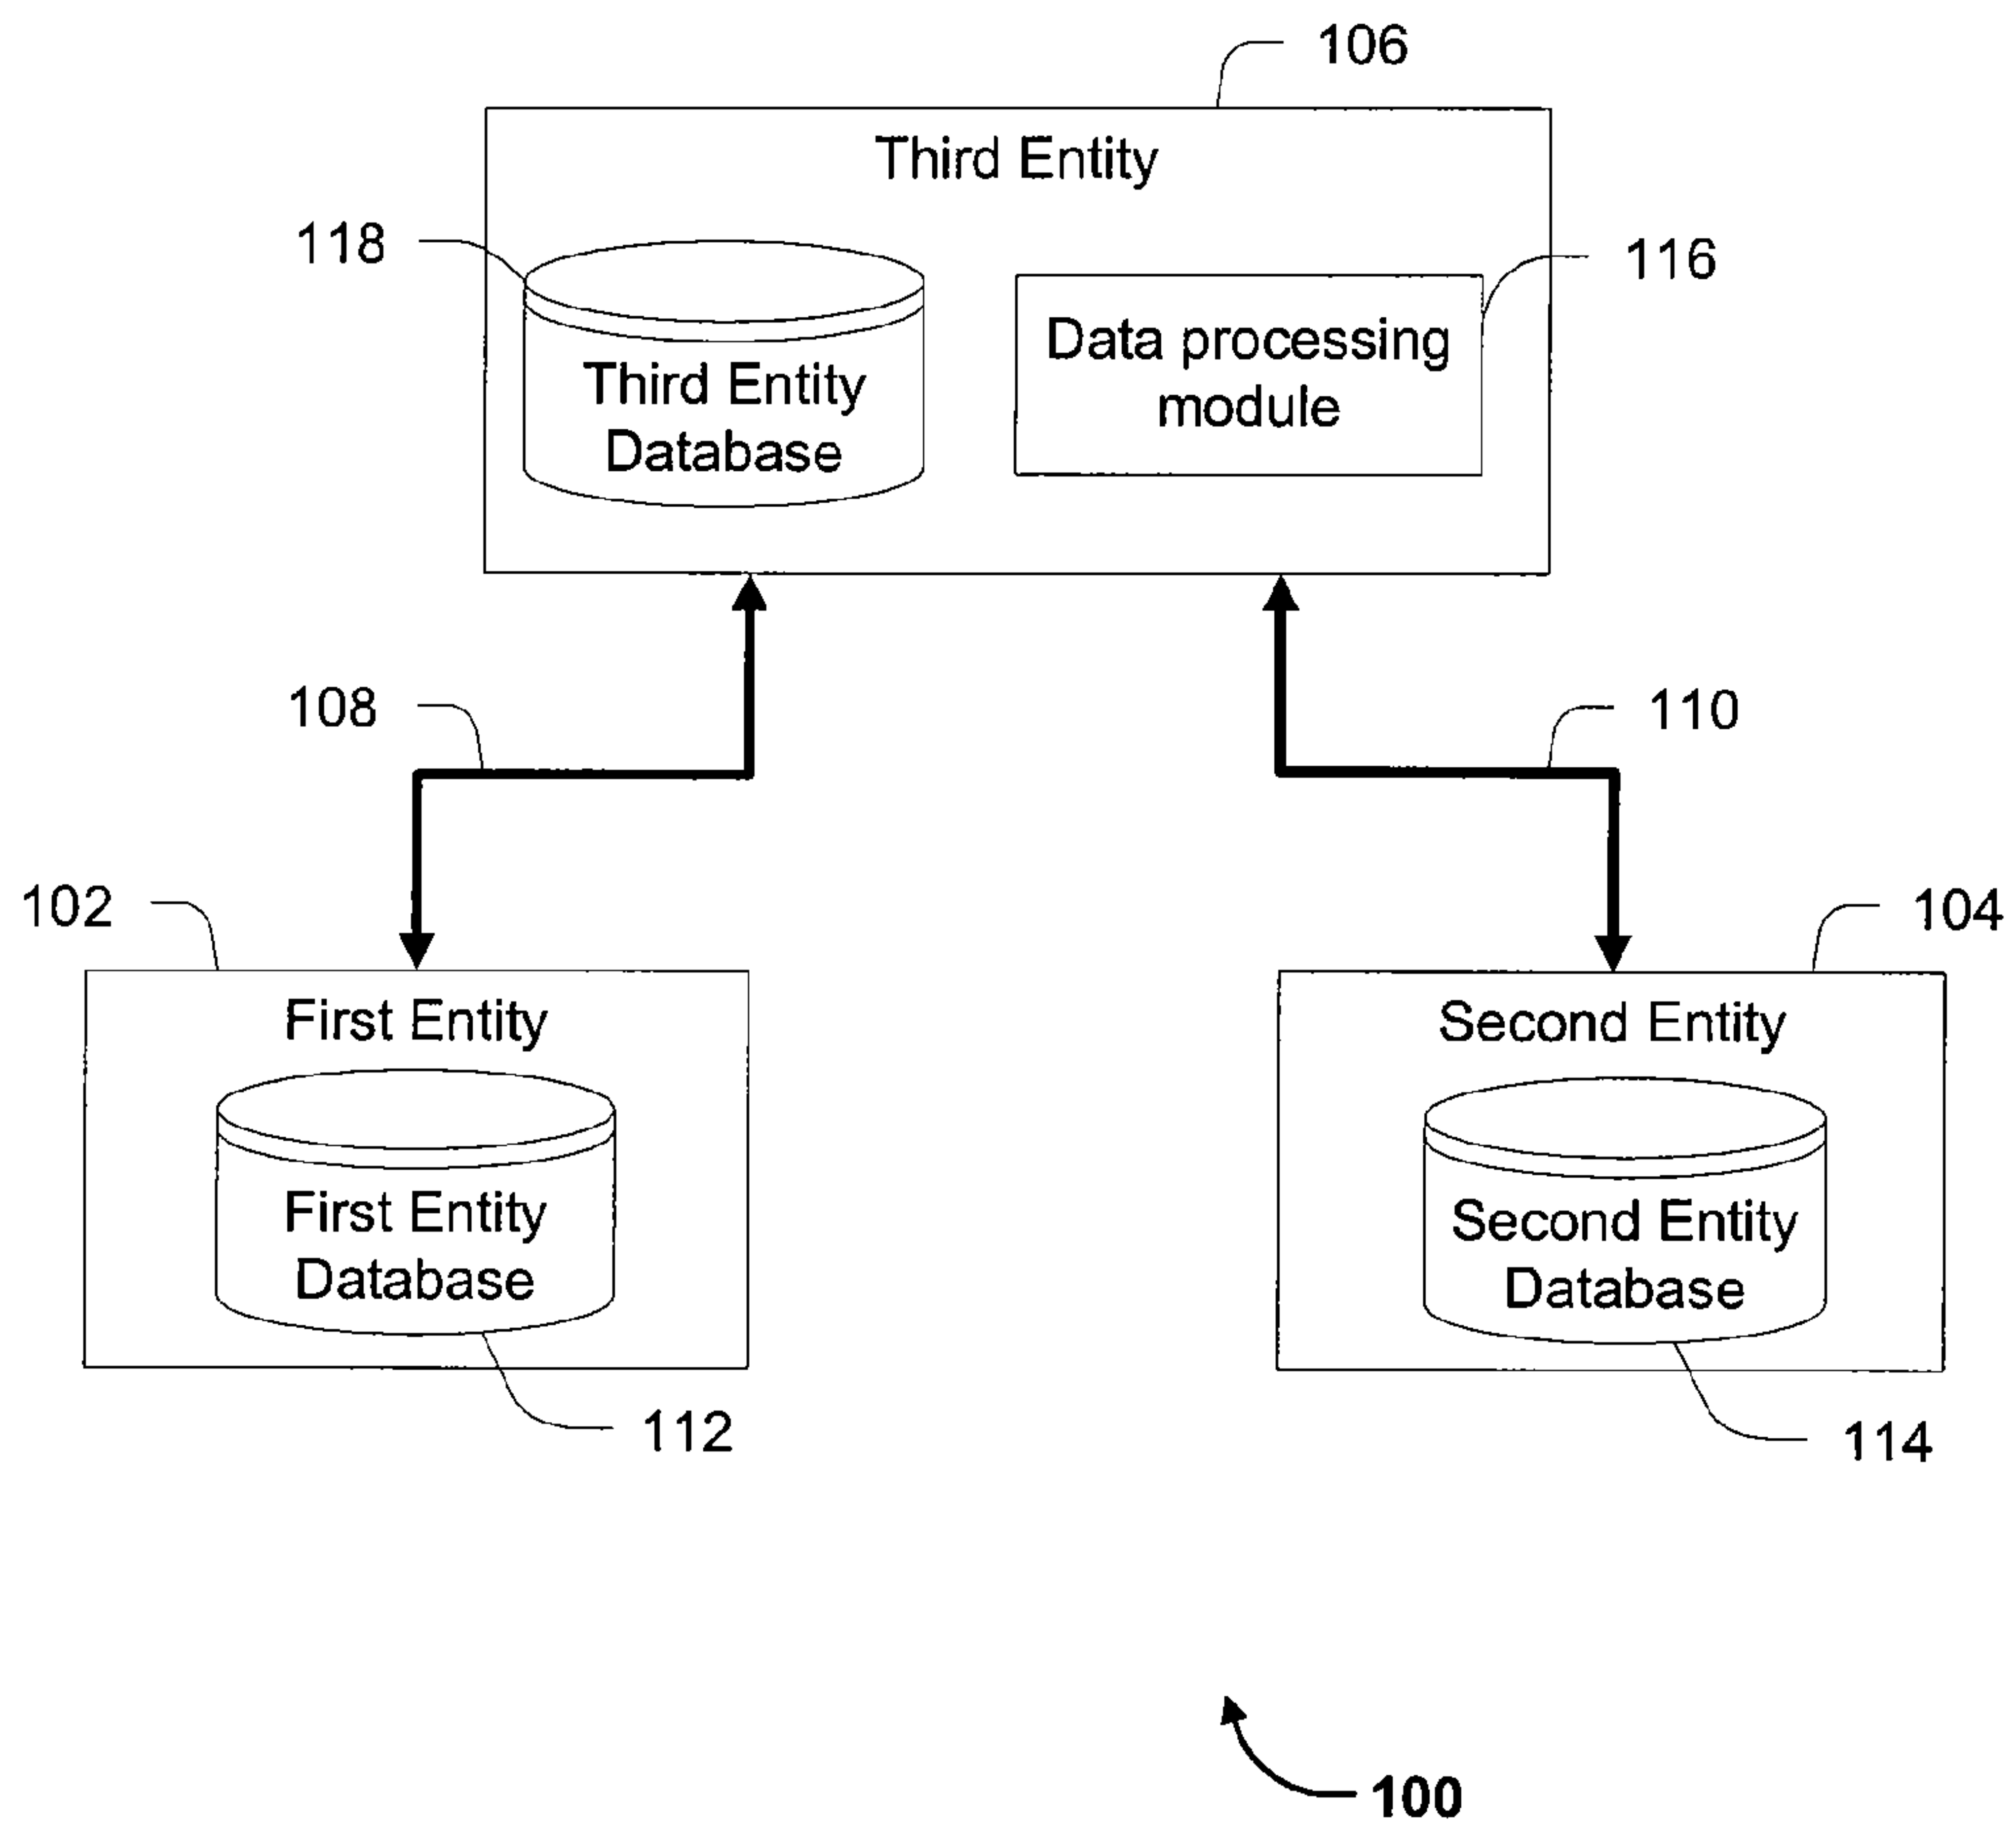 106
Third Entity
118
116
Data processing
module
Third Entity
Database
108
110
102
104
First Entity
Second Entity
First Entity
Database
Second Entity
Database
112
114
100